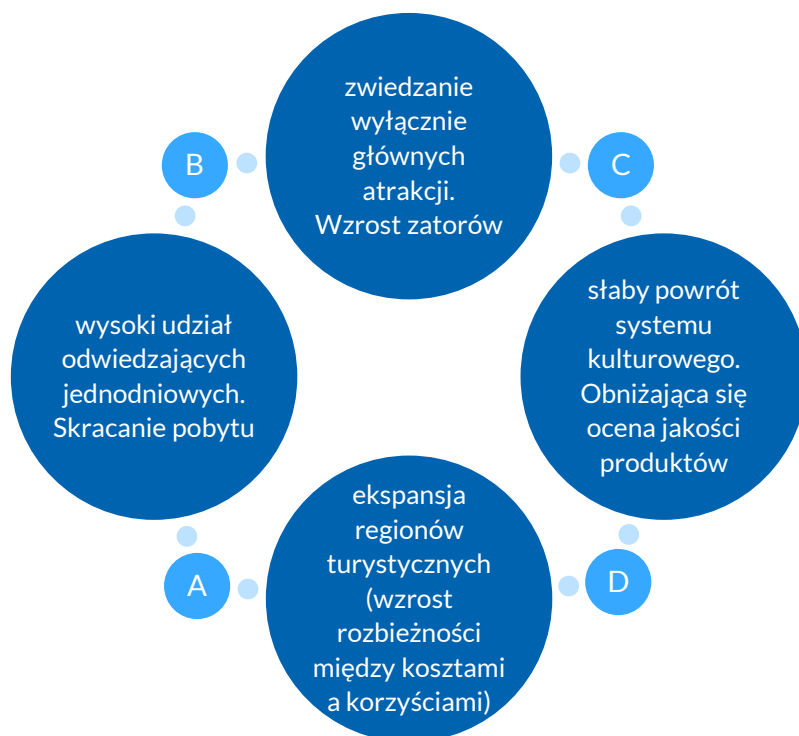 zwiedzanie
wyłącznie
głównych
atrakcji.
Wzrost zatorów
B
C
wysoki udział
odwiedzających
jednodniowych.
Skracanie pobytu
słaby powrót
systemu
kulturowego.
Obniżająca się
ocena jakości
produktów
ekspansja
regionów
turystycznych
(wzrost
rozbieżności
między kosztami
a korzyściami)
A
D